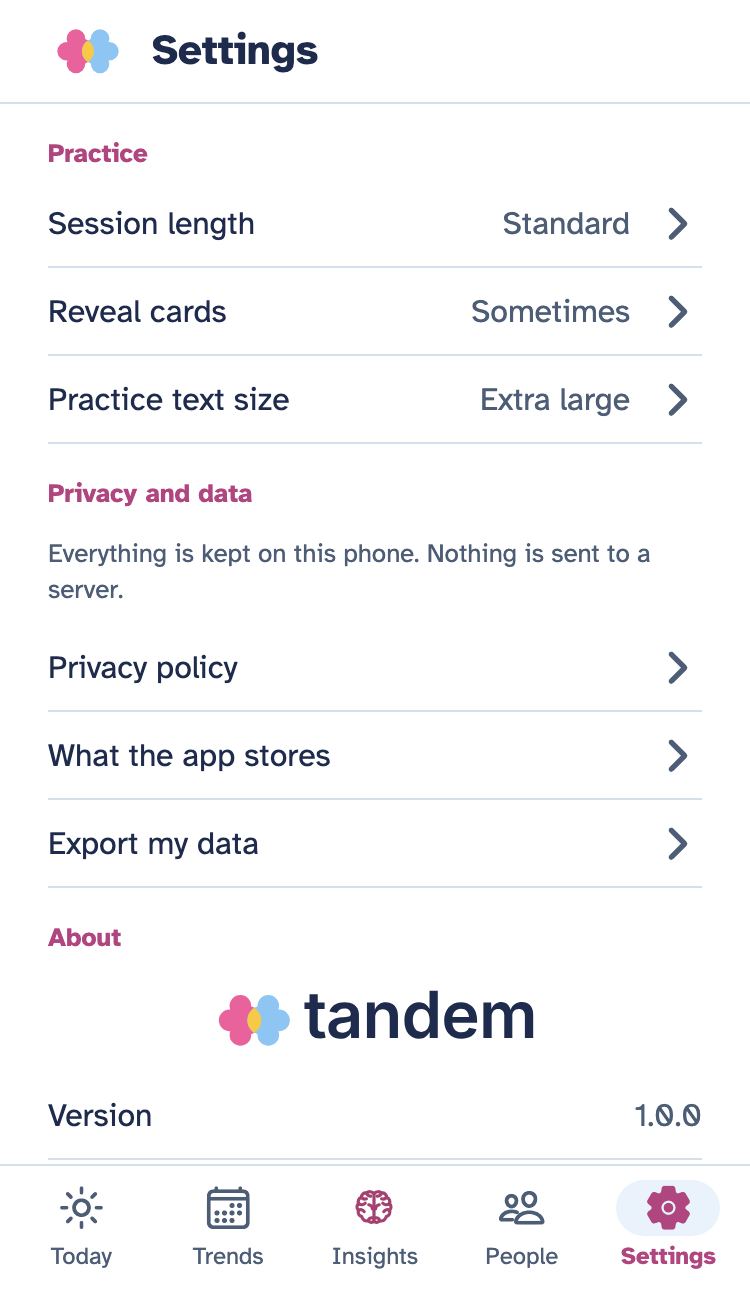 Settings
Practice
Session length Standard
Reveal cards Sometimes
Practice text size Extra large
Privacy and data
Everything is kept on this phone. Nothing is sent to a
server.
Privacy policy
What the app stores
Export my data
About
tandem
Version 1.0.0
Today Trends Insights People Settings